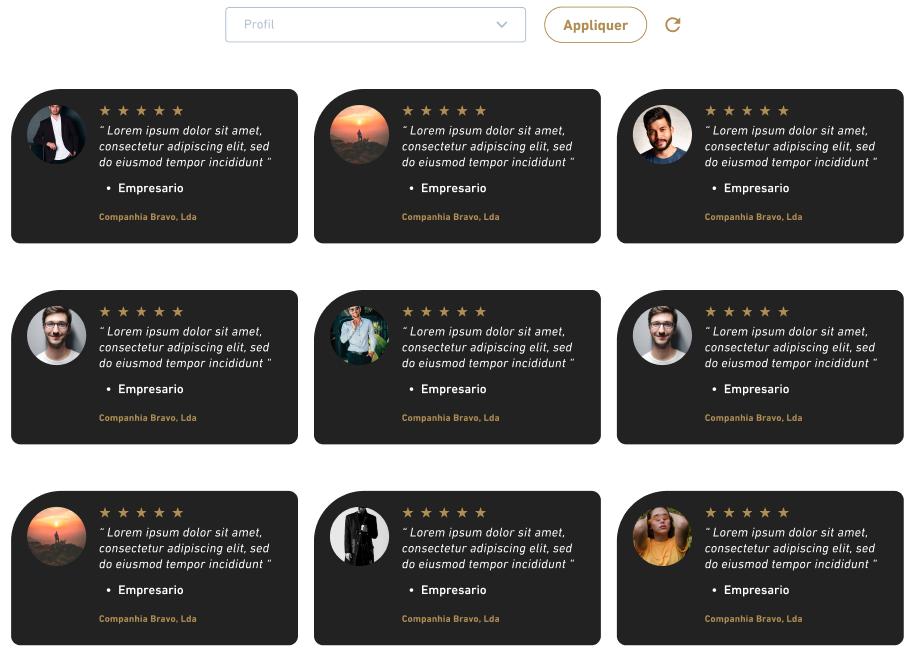 Profil
Appliquer
“ Lorem ipsum dolor sit amet,
consectetur adipiscing elit, sed
do eiusmod tempor incididunt ”
• Empresario
Companhia Bravo, Lda
“ Lorem ipsum dolor sit amet,
consectetur adipiscing elit, sed
do eiusmod tempor incididunt ”
• Empresario
Companhia Bravo, Lda
“ Lorem ipsum dolor sit amet,
consectetur adipiscing elit, sed
do eiusmod tempor incididunt ”
• Empresario
Companhia Bravo, Lda
“ Lorem ipsum dolor sit amet,
consectetur adipiscing elit, sed
do eiusmod tempor incididunt ”
• Empresario
Companhia Bravo, Lda
“ Lorem ipsum dolor sit amet,
consectetur adipiscing elit, sed
do eiusmod tempor incididunt ”
• Empresario
Companhia Bravo, Lda
“ Lorem ipsum dolor sit amet,
consectetur adipiscing elit, sed
do eiusmod tempor incididunt ”
• Empresario
Companhia Bravo, Lda
“ Lorem ipsum dolor sit amet,
consectetur adipiscing elit, sed
do eiusmod tempor incididunt ”
• Empresario
Companhia Bravo, Lda
“ Lorem ipsum dolor sit amet,
consectetur adipiscing elit, sed
do eiusmod tempor incididunt ”
• Empresario
Companhia Bravo, Lda
“ Lorem ipsum dolor sit amet,
consectetur adipiscing elit, sed
do eiusmod tempor incididunt ”
• Empresario
Companhia Bravo, Lda